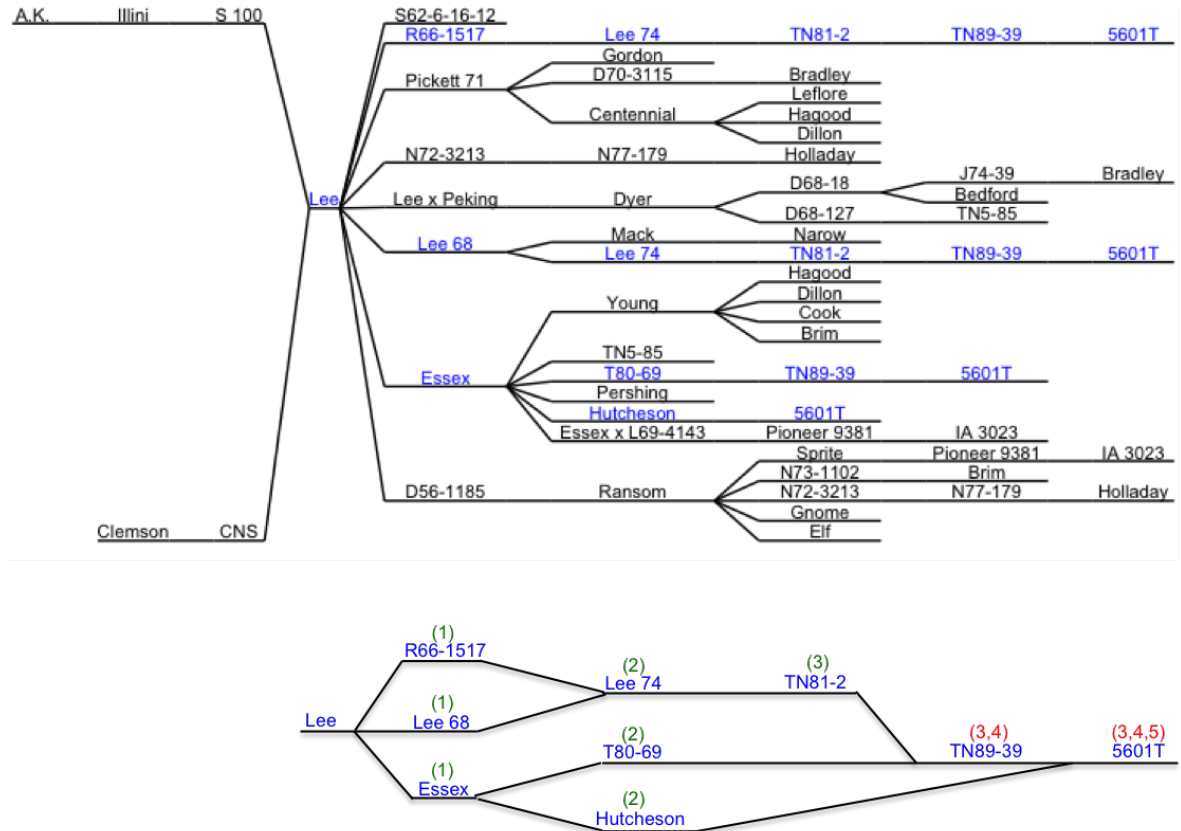 A.K. Illini S 100
S62-6-16-12
R66-1517 Lee 74 TN81-2 TN89-39 5601T
Gordon
Pickett 71 D70-3115 Bradley
Leflore
Centennial Hagood
Dillon
N72-3213 N77-179 Holladay
J74-39 Bradley
D68-18
Lee Lee x Peking Dyer Bedford
D68-127 TN5-85
Mack Narow
Lee 68
Lee 74 TN81-2 TN89-39 5601T
Hagood
Young Dillon
Cook
Brim
TN5-85
Essex T80-69 TN89-39 5601T
Pershing
Hutcheson 5601T
Essex x L69-4143 Pioneer 9381 IA 3023
Sprite Pioneer 9381 IA 3023
N73-1102 Brim
D56-1185 Ransom N72-3213 N77-179 Holladay
Gnome
Elf
Clemson CNS
(1)
R66-1517
(2) (3)
Lee 74 TN81-2
(1)
Lee Lee 68
(2) (3,4) (3,4,5)
T80-69 TN89-39 5601T
(1)
Essex
(2)
Hutcheson